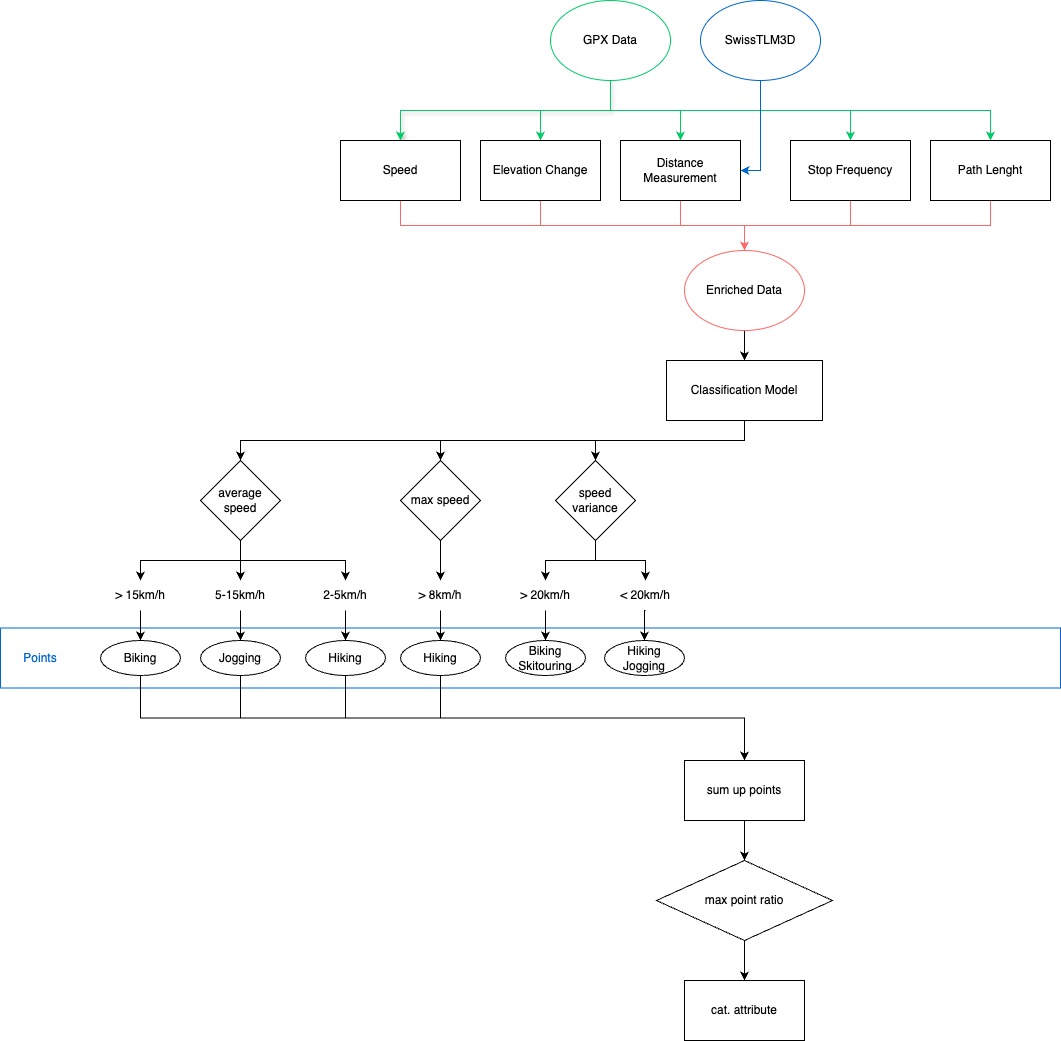 GPX Data
SwissTLM3D
Speed
Elevation Change
Distance
Measurement
Stop Frequency
Path Lenght
Enriched Data
Classification Model
average
speed
max speed
speed
variance
> 15km/h
5-15km/h
2-5km/h
> 8km/h
> 20km/h
< 20km/h
Points
Biking
Jogging
Hiking
Hiking
Biking
Skitouring
Hiking
Jogging
sum up points
max point ratio
cat. attribute